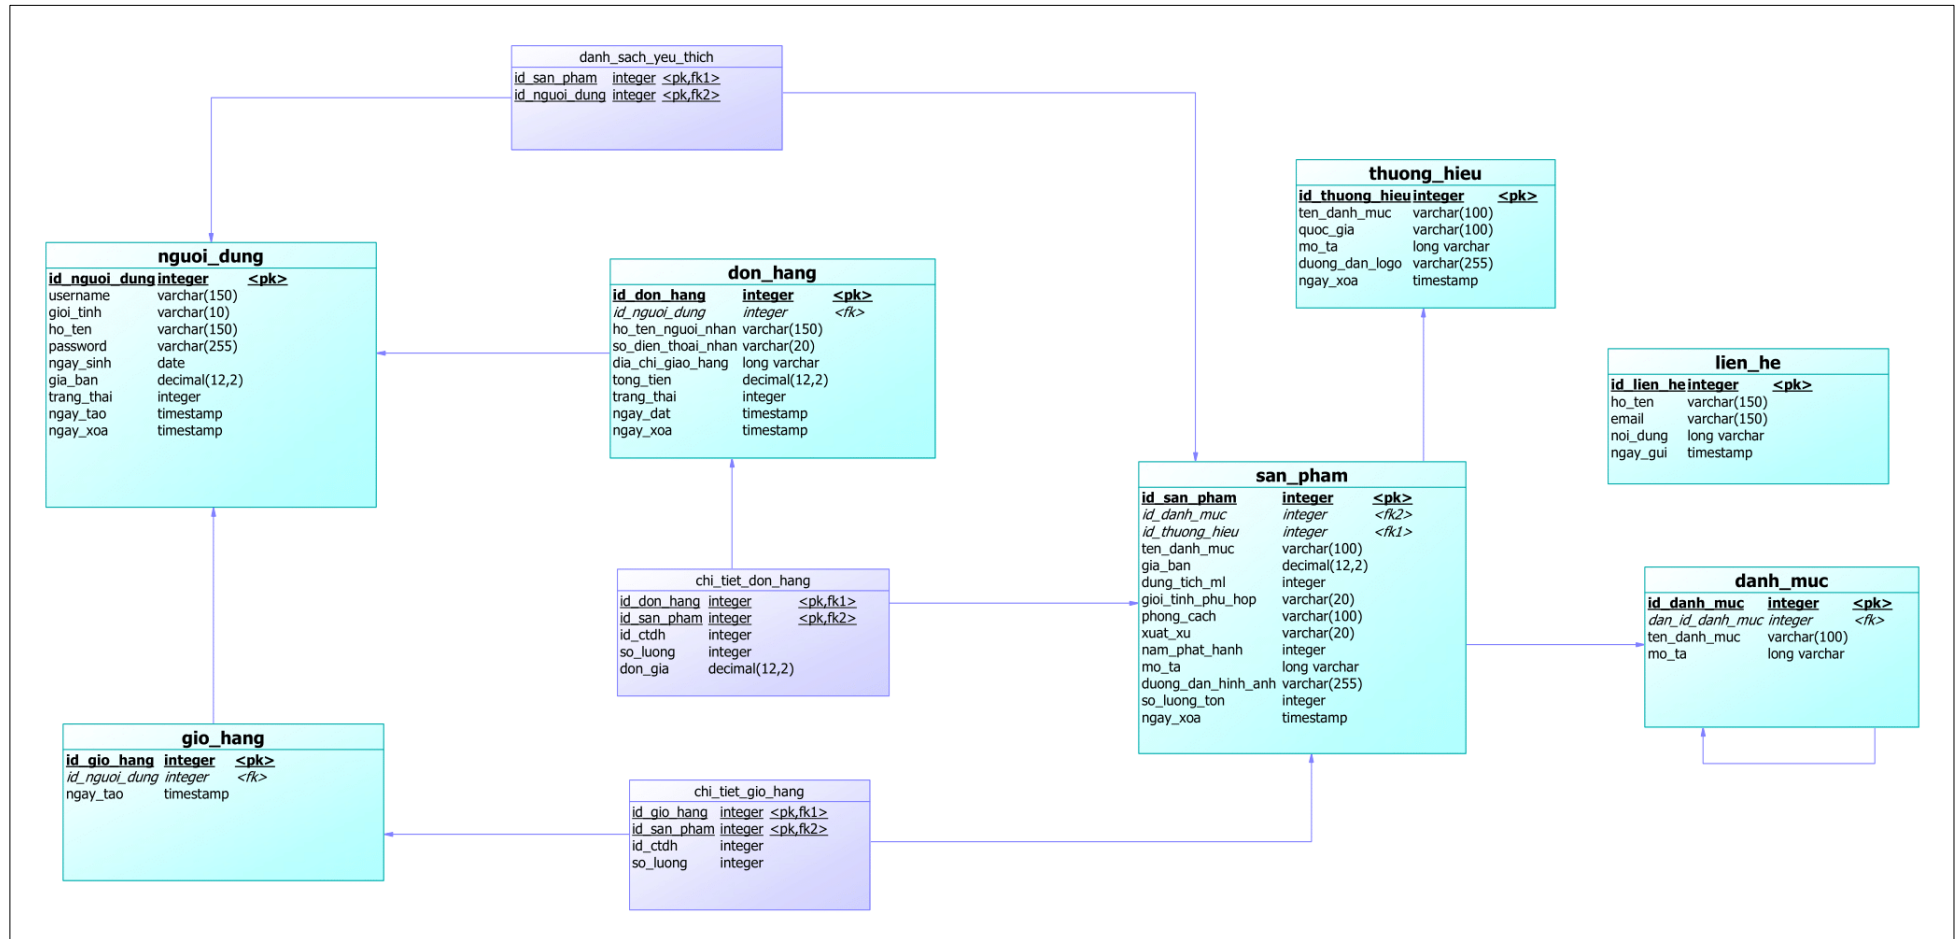 danh_sach_yeu_thich
id_san_pham integer <pk,fk1>
id_nguoi_dung integer <pk,fk2>
thuong_hieu
id_thuong_hieu integer <pk>
ten_danh_muc varchar(100)
quoc_gia varchar(100)
mo_ta long varchar
duong_dan_logo varchar(255)
ngay_xoa timestamp
nguoi_dung
id_nguoi_dung integer <pk>
username varchar(150)
gioi_tinh varchar(10)
ho_ten varchar(150)
password varchar(255)
ngay_sinh date
gia_ban decimal(12,2)
trang_thai integer
ngay_tao timestamp
ngay_xoa timestamp
don_hang
id_don_hang integer <pk>
id_nguoi_dung integer <fk>
ho_ten_nguoi_nhan varchar(150)
so_dien_thoai_nhan varchar(20)
dia_chi_giao_hang long varchar
tong_tien decimal(12,2)
trang_thai integer
ngay_dat timestamp
ngay_xoa timestamp
lien_he
id_lien_he integer <pk>
ho_ten varchar(150)
email varchar(150)
noi_dung long varchar
ngay_gui timestamp
san_pham
id_san_pham integer <pk>
id_danh_muc integer <fk2>
id_thuong_hieu integer <fk1>
ten_danh_muc varchar(100)
gia_ban decimal(12,2)
dung_tich_ml integer
gioi_tinh_phu_hop varchar(20)
phong_cach varchar(100)
xuat_xu varchar(20)
nam_phat_hanh integer
mo_ta long varchar
duong_dan_hinh_anh varchar(255)
so_luong_ton integer
ngay_xoa timestamp
chi_tiet_don_hang
id_don_hang integer <pk,fk1>
id_san_pham integer <pk,fk2>
id_ctdh integer
so_luong integer
don_gia decimal(12,2)
danh_muc
id_danh_muc integer <pk>
dan_id_danh_muc integer <fk>
ten_danh_muc varchar(100)
mo_ta long varchar
gio_hang
id_gio_hang integer <pk>
id_nguoi_dung integer <fk>
ngay_tao timestamp
chi_tiet_gio_hang
id_gio_hang integer <pk,fk1>
id_san_pham integer <pk,fk2>
id_ctdh integer
so_luong integer